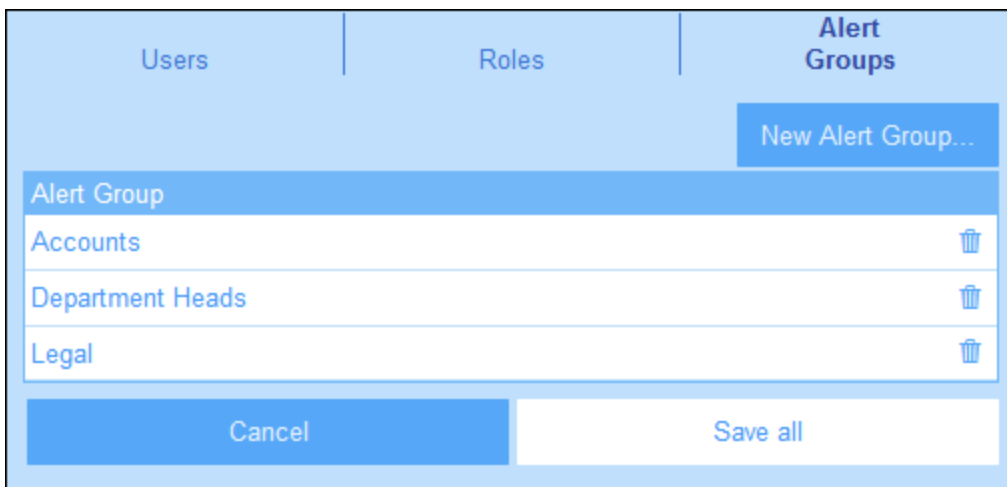 Users
Roles
Alert
Groups
New Alert Group...
Alert Group
Accounts
Department Heads
Legal
Cancel
Save all